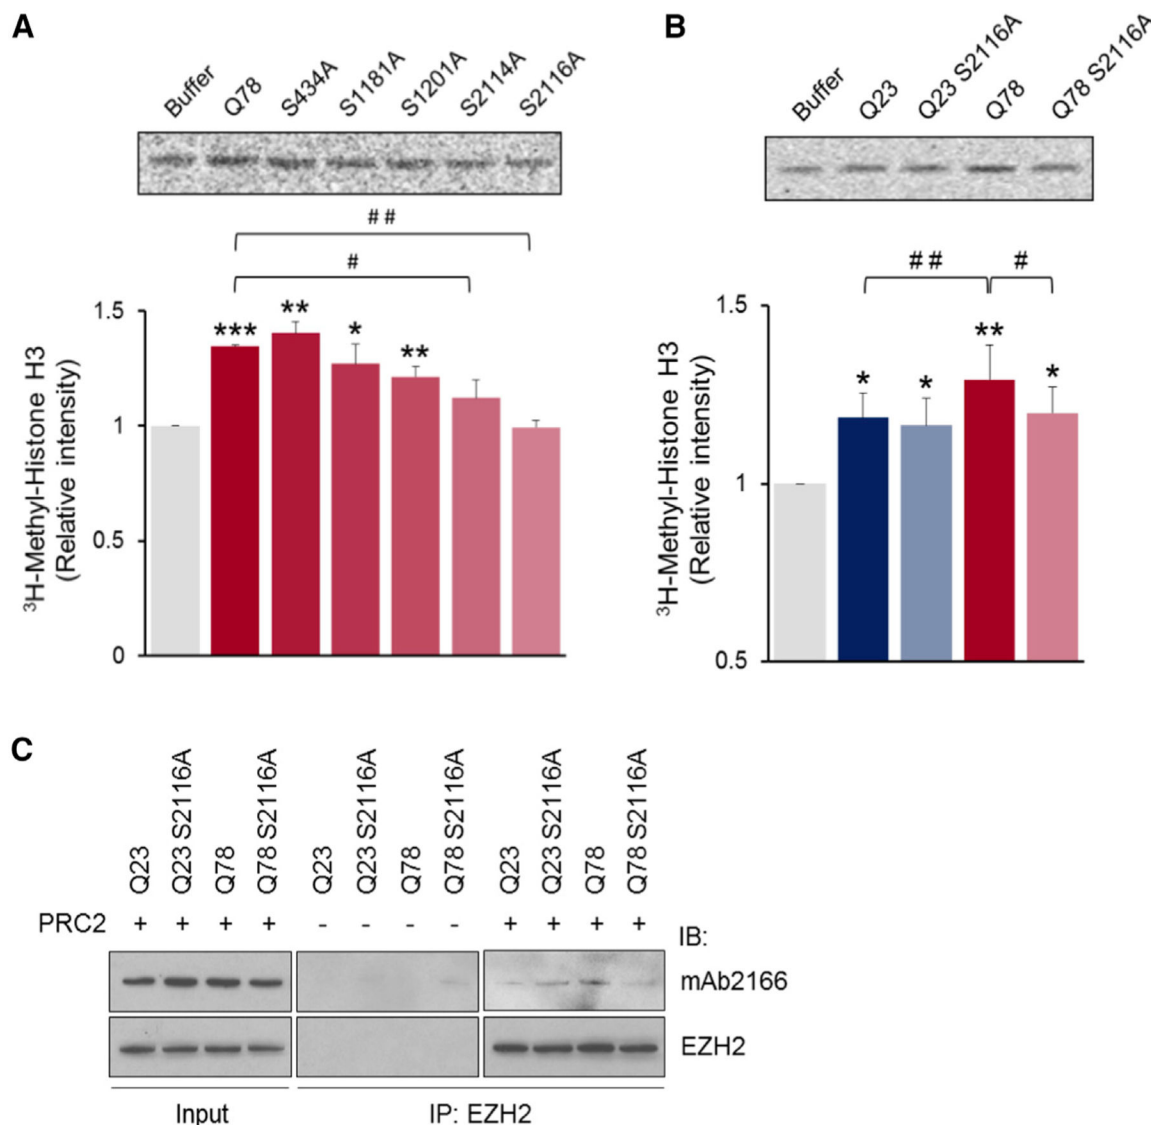 A
Buffer
Q78
S434A
S1181A
S1201A
S2114A
S2116A
# #
#
1.5
1
0.5
0
***
**
*
**
³H-Methyl-Histone H3
(Relative intensity)
B
Buffer
Q23
Q23 S2116A
Q78
Q78 S2116A
# #
#
1.5
1
0.5
*
*
**
*
³H-Methyl-Histone H3
(Relative intensity)
C
Q23
Q23 S2116A
Q78
Q78 S2116A
Q23
Q23 S2116A
Q78
Q78 S2116A
Q23
Q23 S2116A
Q78
Q78 S2116A
PRC2 + + + + - - - - + + + +
IB:
mAb2166
EZH2
Input
IP: EZH2